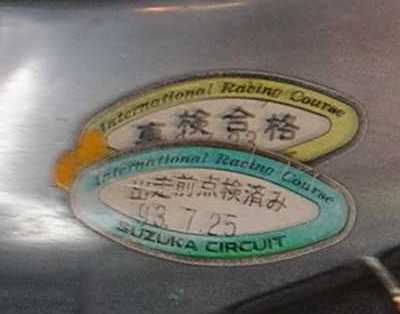 International Racing Course
車検合格
International Racing Course
出走前点検済み
93.7.25
SUZUKA CIRCUIT